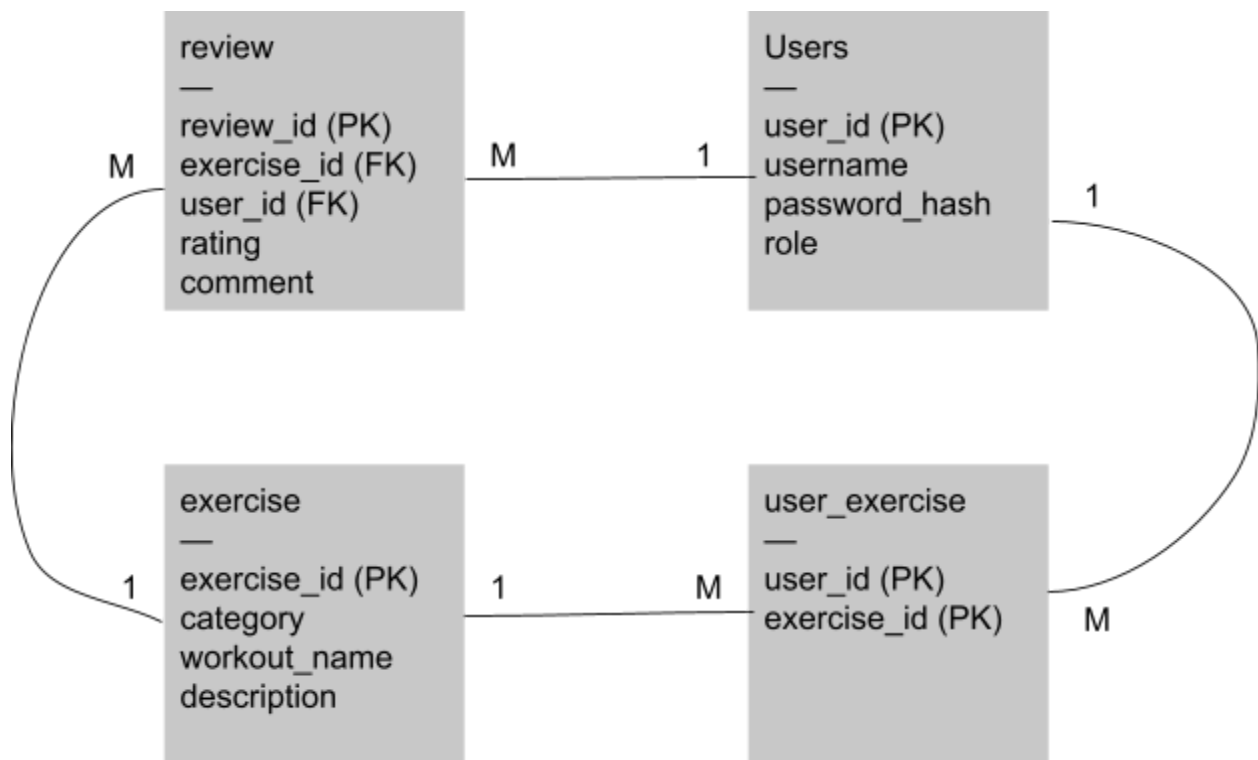 review
—
review_id (PK)
exercise_id (FK)
user_id (FK)
rating
comment
M
M
1
Users
—
user_id (PK)
username
password_hash
role
1
exercise
—
exercise_id (PK)
category
workout_name
description
1
1
M
user_exercise
—
user_id (PK)
exercise_id (PK)
M